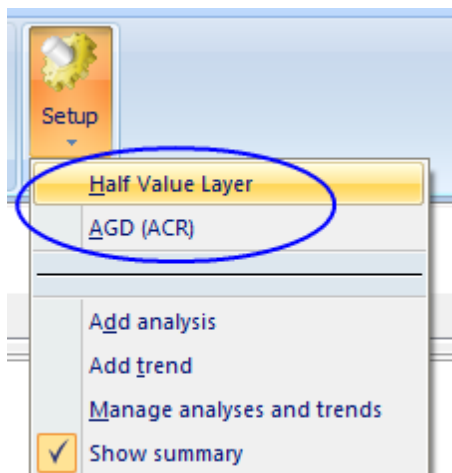 Setup
Half Value Layer
AGD (ACR)
Add analysis
Add trend
Manage analyses and trends
Show summary